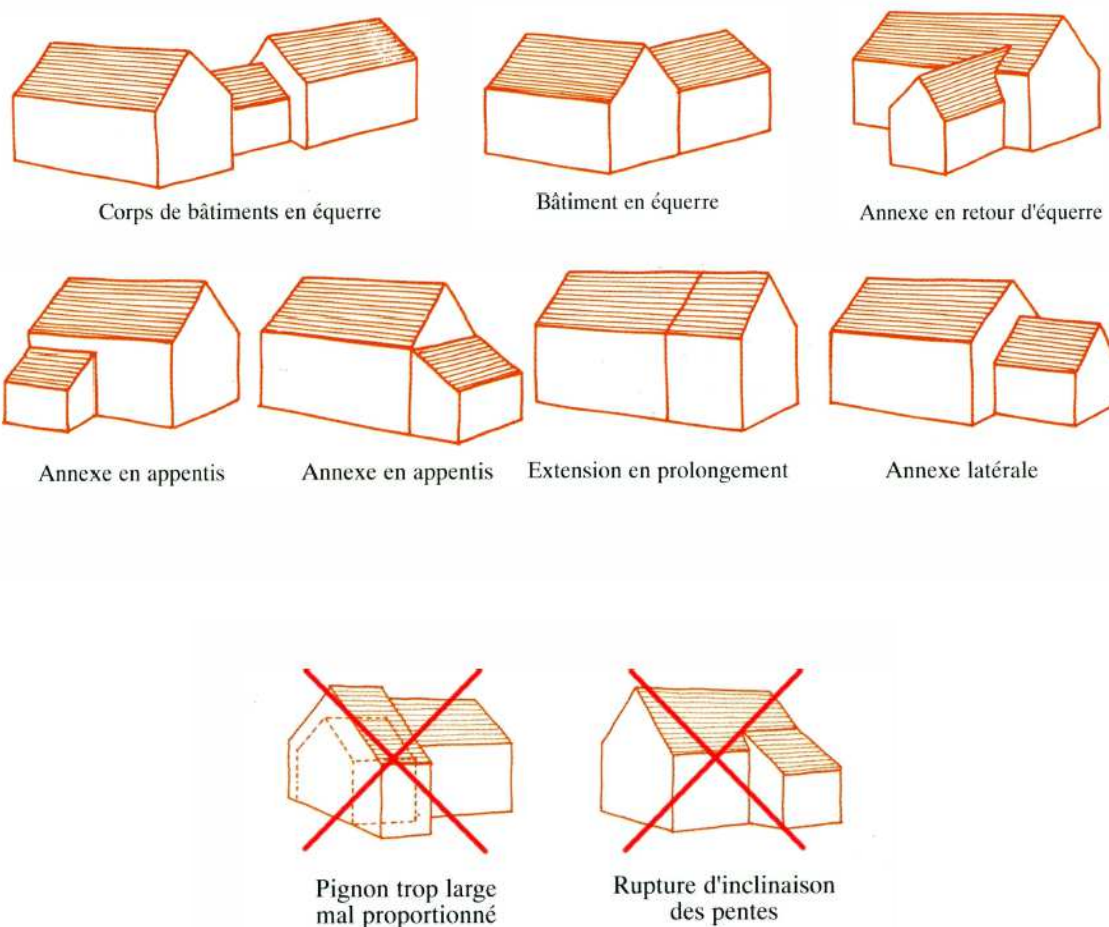 Corps de bâtiments en équerre
Bâtiment en équerre
Annexe en retour d'équerre
Annexe en appentis
Annexe en appentis
Extension en prolongement
Annexe latérale
Pignon trop large
mal proportionné
Rupture d'inclinaison
des pentes